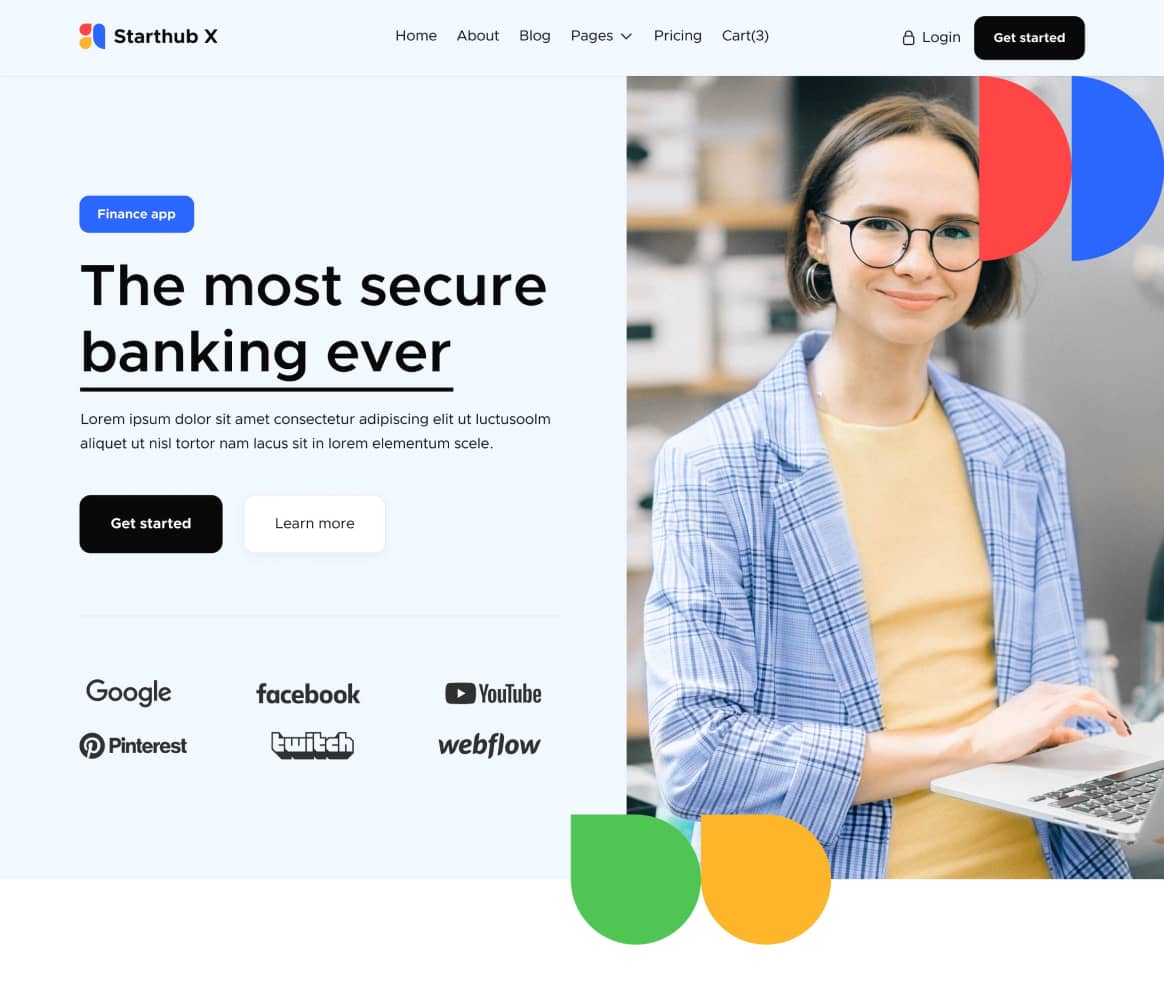 Starthub X
Home About Blog Pages Pricing Cart(3)
Login
Get started
Finance app
The most secure
banking ever
Lorem ipsum dolor sit amet consectetur adipiscing elit ut luctusoolm
aliquet ut nisl tortor nam lacus sit in lorem elementum scele.
Get started
Learn more
Google
facebook
YouTube
Pinterest
twitch
webflow